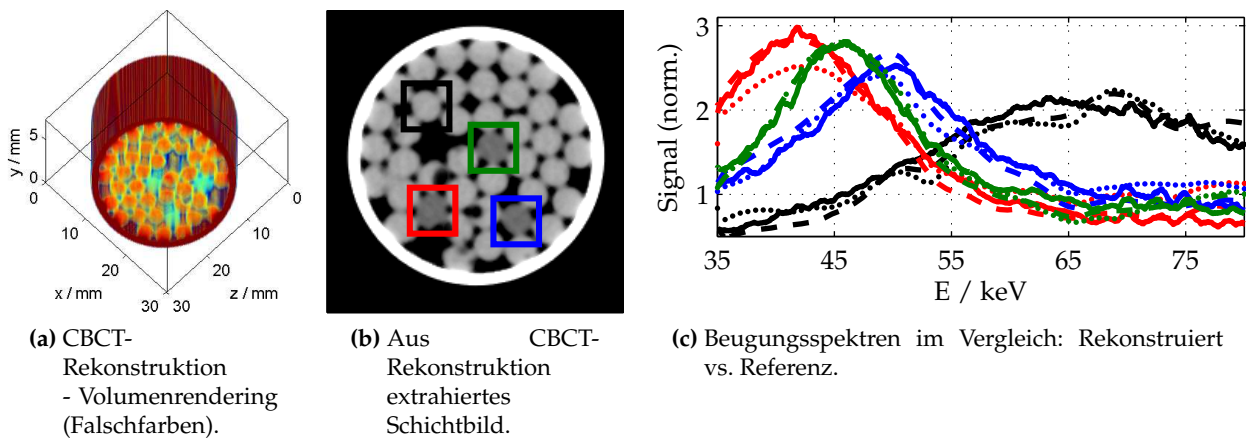 5
0
0
10
20
30
x / mm
y / mm
0
10
20
30
z / mm
3
2
1
Signal (norm.)
35 45 55 65 75
E / keV
(a) CBCT-
Rekonstruktion
- Volumenrendering
(Falschfarben).
(b) Aus CBCT-
Rekonstruktion
extrahiertes
Schichtbild.
(c) Beugungsspektren im Vergleich: Rekonstruiert
vs. Referenz.